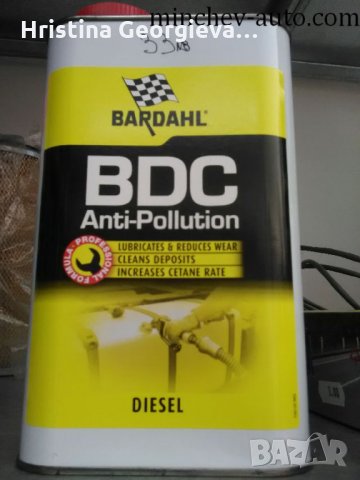 minchev-auto.com
Hristina Georgieva...
BARDAHL®
BDC
Anti-Pollution
FORMULA · PROFESSIONAL
LUBRICATES & REDUCES WEAR
CLEANS DEPOSITS
INCREASES CETANE RATE
DIESEL
BAZAR